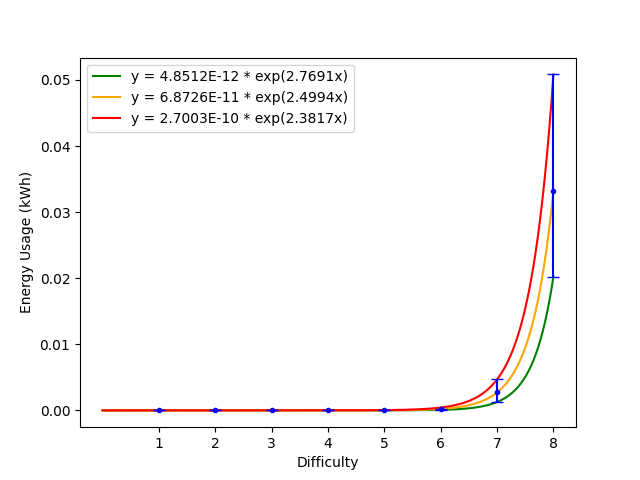 y = 4.8512E-12 * exp(2.7691x)
y = 6.8726E-11 * exp(2.4994x)
y = 2.7003E-10 * exp(2.3817x)
0.05
0.04
0.03
0.02
0.01
0.00
Energy Usage (kWh)
1 2 3 4 5 6 7 8
Difficulty